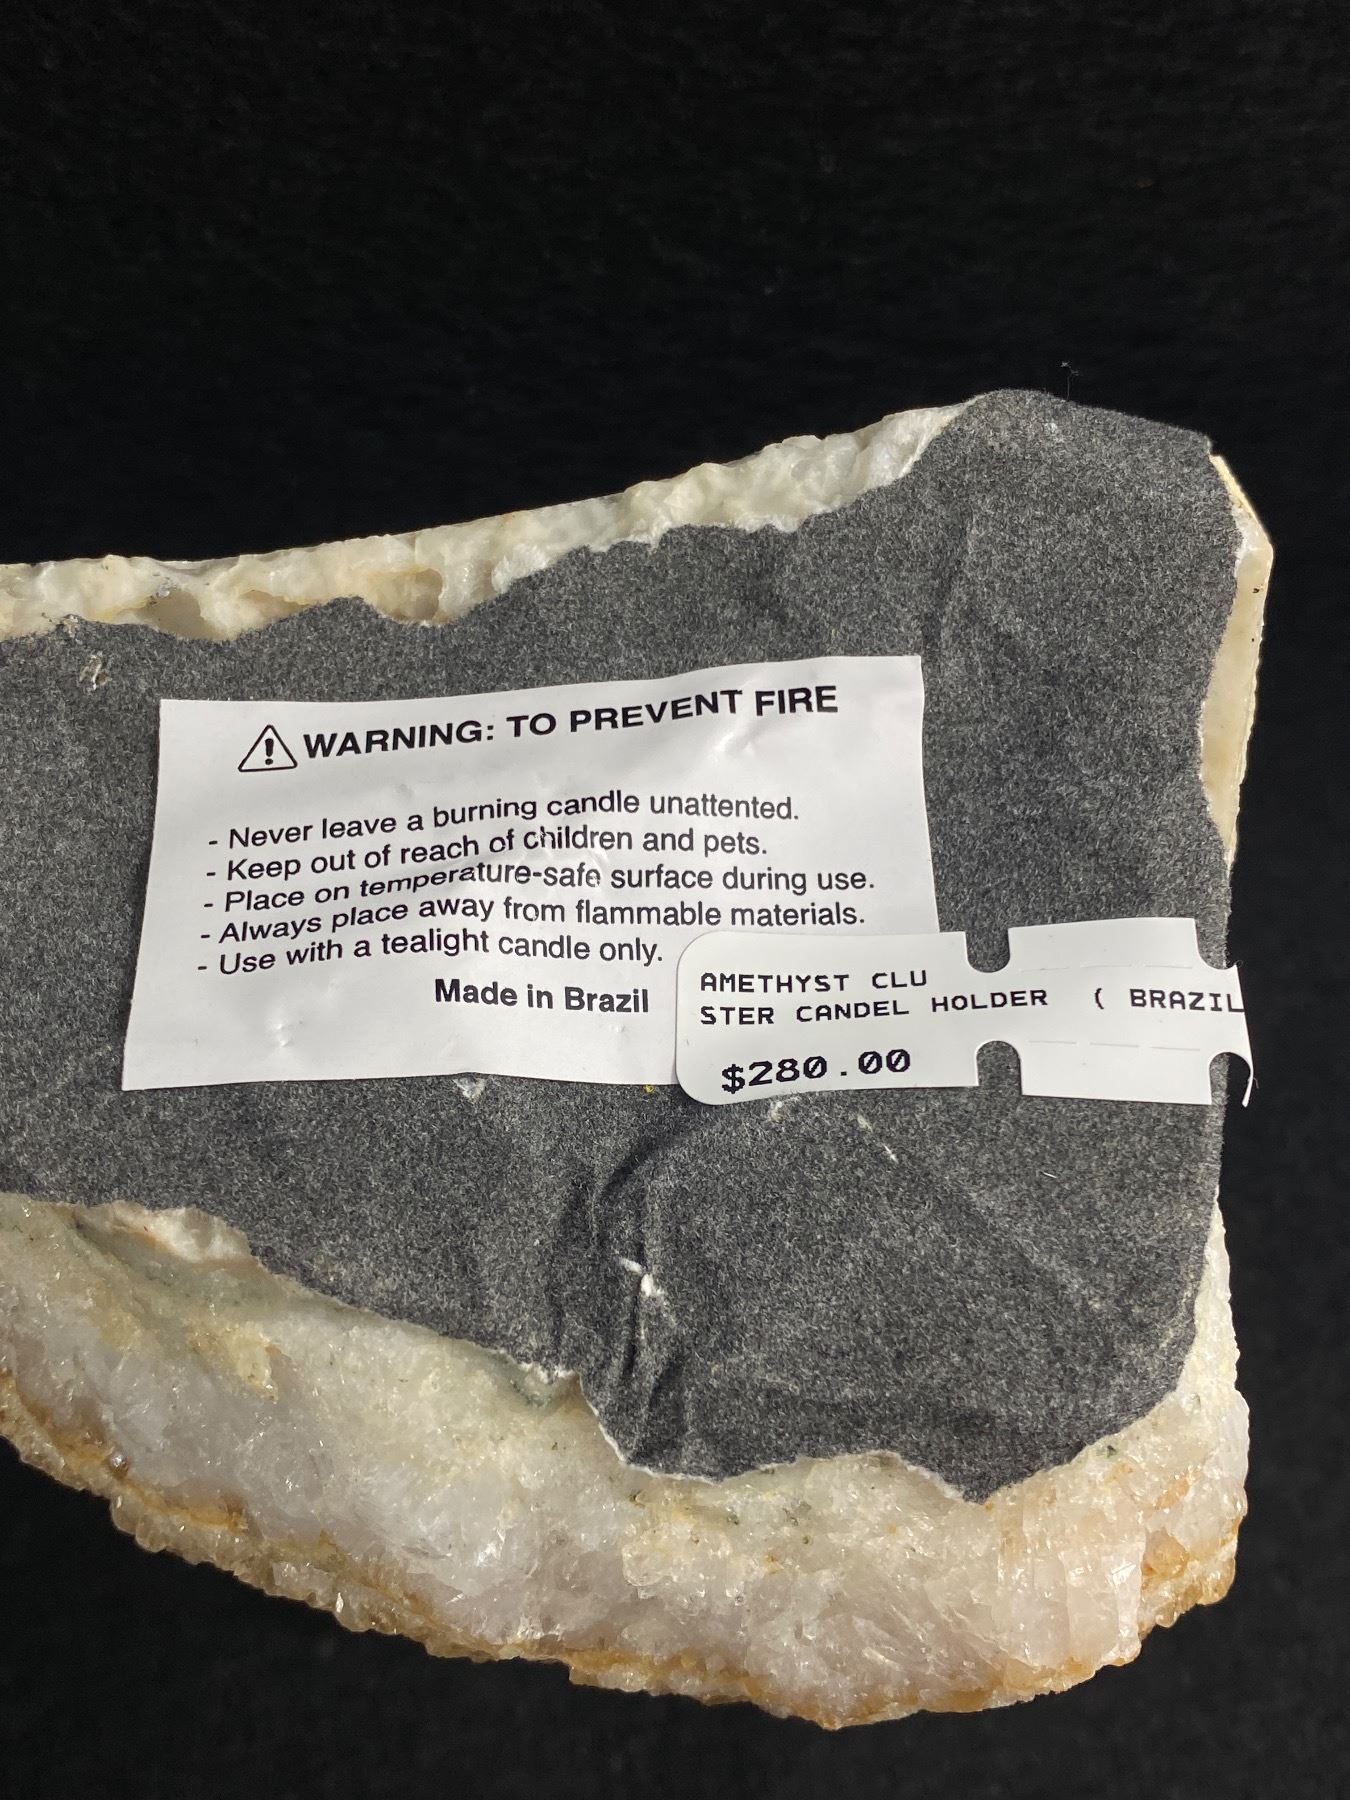 WARNING: TO PREVENT FIRE
- Never leave a burning candle unattented.
- Keep out of reach of children and pets.
- Place on temperature-safe surface during use.
- Always place away from flammable materials.
- Use with a tealight candle only.
Made in Brazil
AMETHYST CLU
STER CANDEL HOLDER ( BRAZIL
$280.00